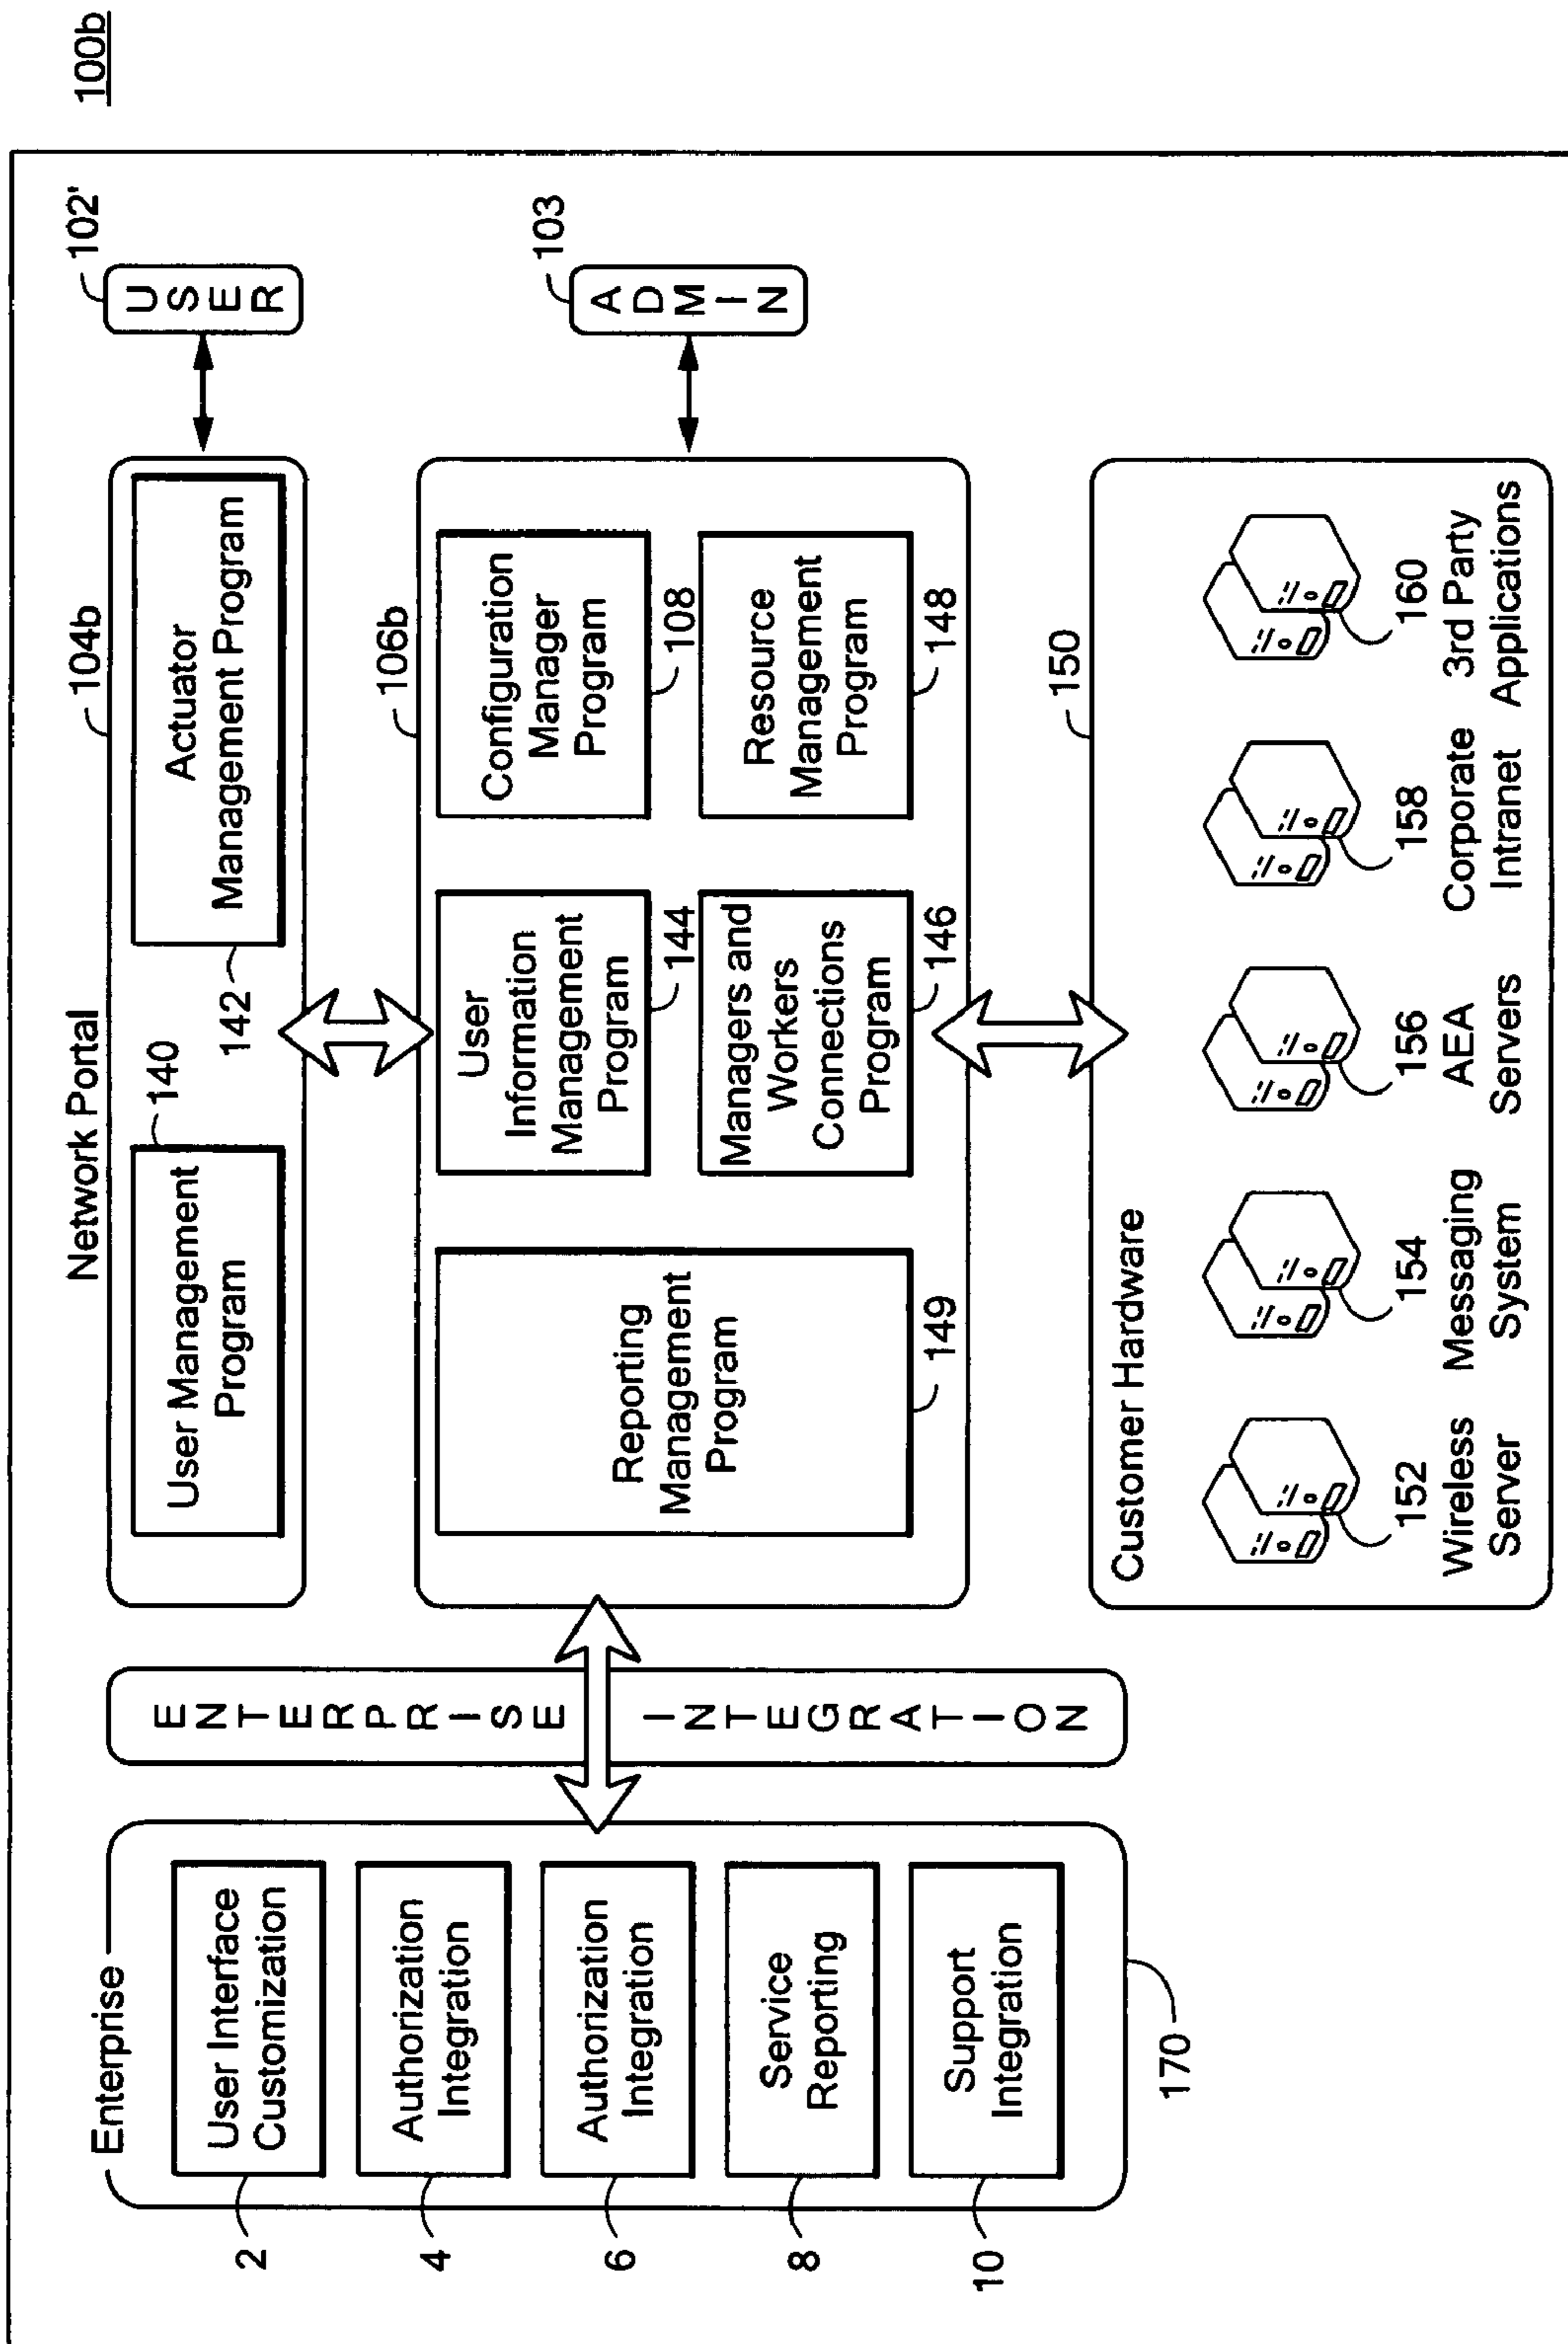 100b
Enterprise
User Interface
Customization
2
Authorization
Integration
4
Authorization
Integration
6
Service
Reporting
8
Support
Integration
10
170
ENTERPRISE
INTEGRATION
Network Portal
104b
User Management
Program
140
Actuator
Management Program
142
USER
102'
106b
Reporting
Management
Program
149
User
Information
Management
Program
144
Configuration
Manager
Program
108
Managers and
Workers
Connections
Program
146
Resource
Management
Program
148
ADMIN
103
150
Customer Hardware
152
Wireless
Server
154
Messaging
System
156
AEA
Servers
158
Corporate
Intranet
160
3rd Party
Applications